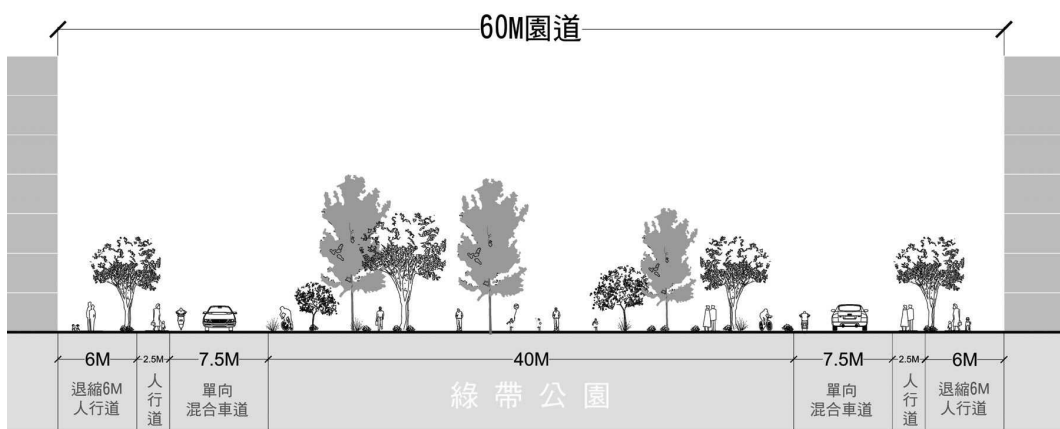 60M園道
6M 2.5M 7.5M 40M 7.5M 2.5M 6M
退縮6M
人行道
人行道
單向
混合車道
綠帶公園
單向
混合車道
人行道
退縮6M
人行道